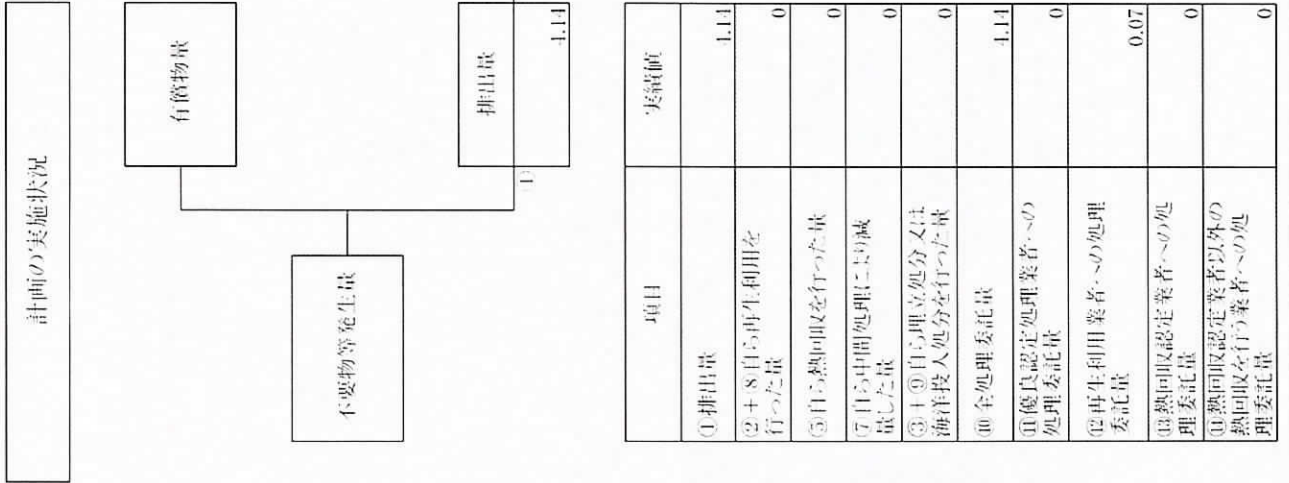 計画の実施状況
有償物量
不要物等発生量
排出量
①
4.14
項目
実績値
①排出量
4.14
②+⑧自ら再生利用を
行った量
0
⑤自ら熱回収を行った量
0
⑦自ら中間処理により減
量した量
0
③+⑨自ら埋立処分又は
海洋投入処分を行った量
0
⑩全処理委託量
4.14
⑪優良認定処理業者への
処理委託量
0
⑫再生利用業者への処理
委託量
0.07
⑬熱回収認定業者への処
理委託量
0
⑭熱回収認定業者以外の
熱回収を行う業者への処
理委託量
0